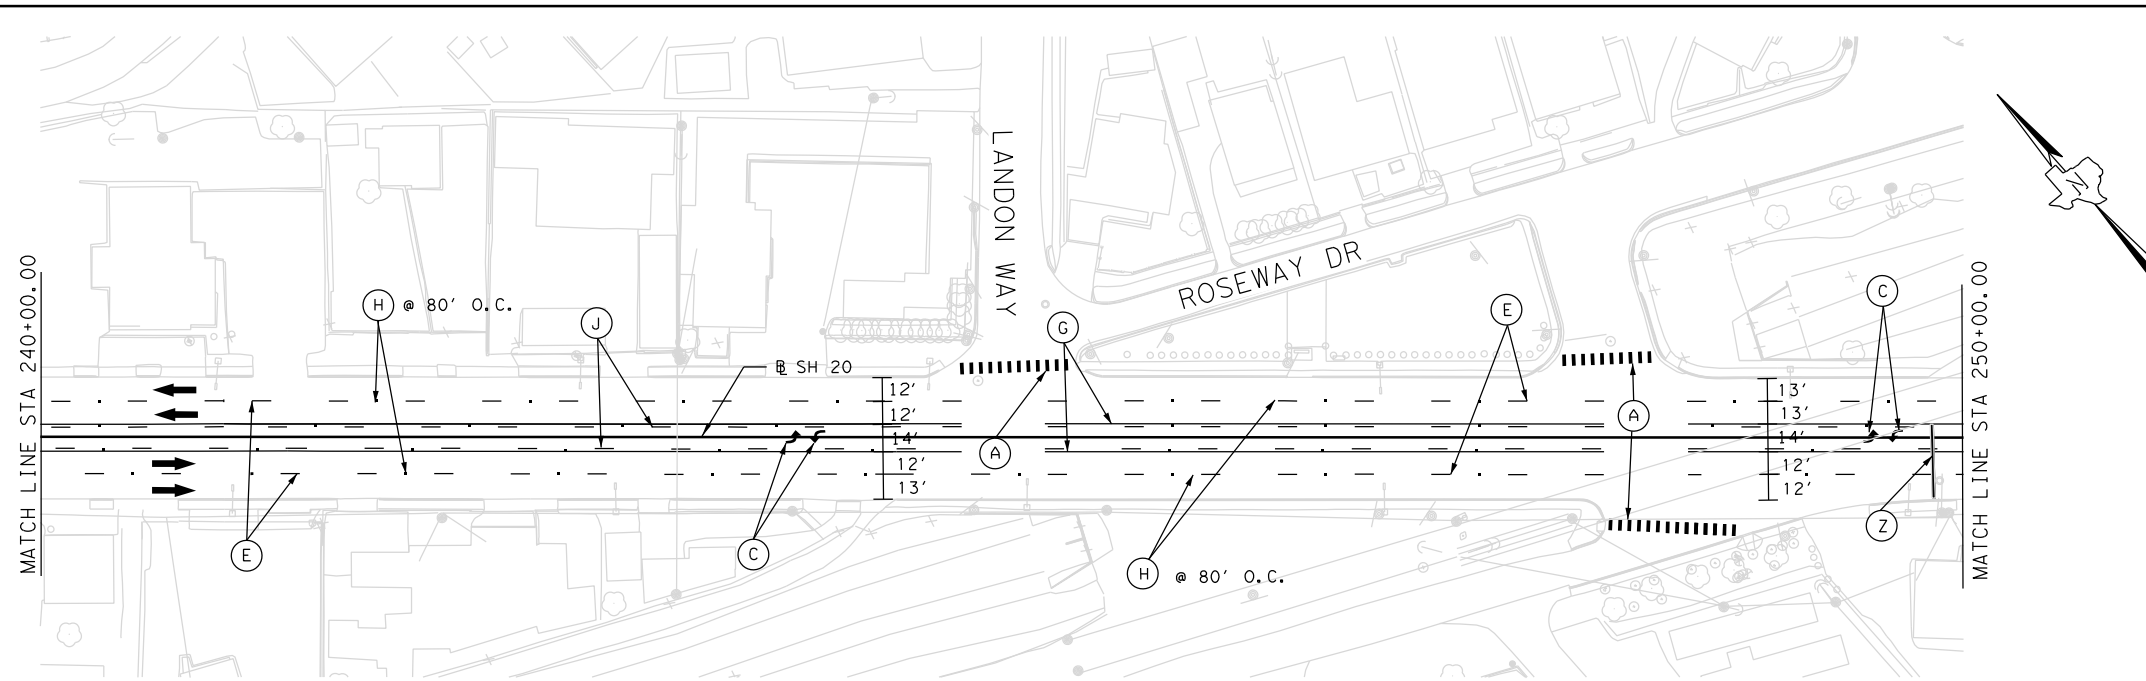 MATCH LINE STA 240+00.00
H @ 80' O.C.
J
BL SH 20
LANDON WAY
ROSEWAY DR
G
E
C
A
A
12'
12'
14'
12'
13'
13'
13'
14'
12'
12'
E
C
H @ 80' O.C.
Z
MATCH LINE STA 250+00.00
N